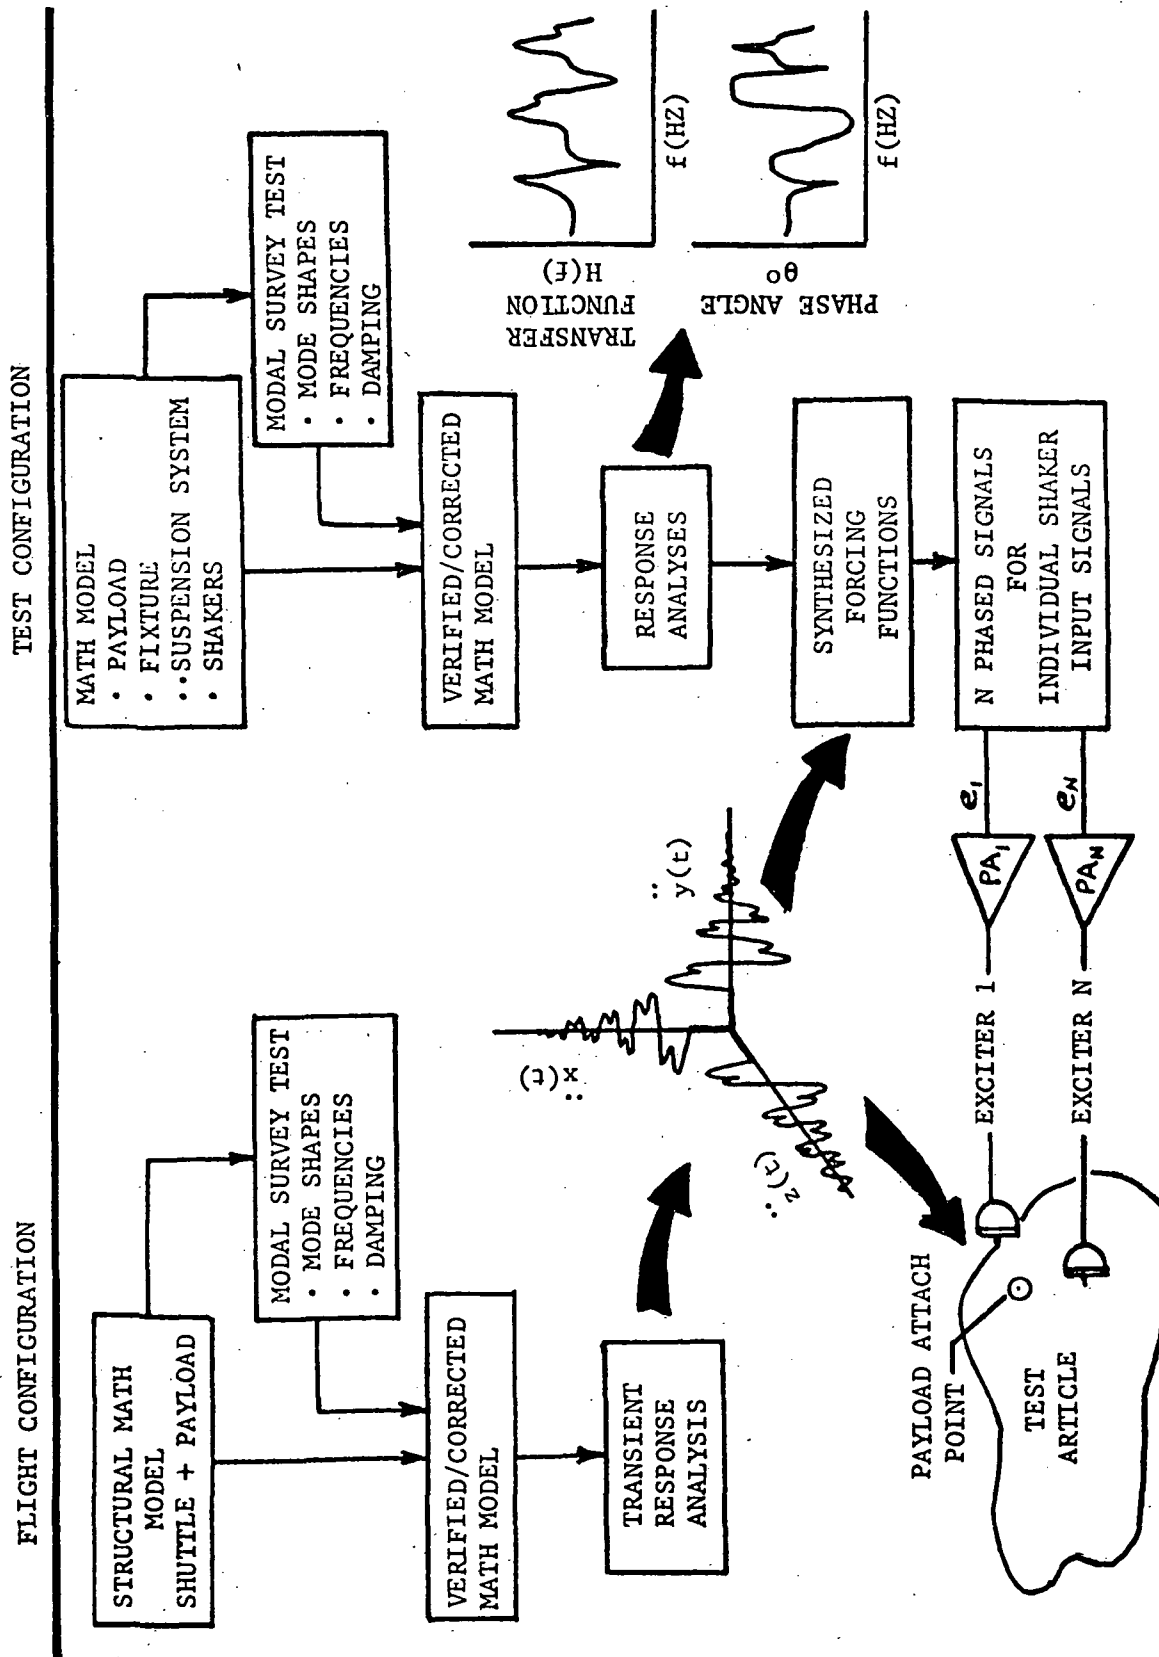 FLIGHT CONFIGURATION
TEST CONFIGURATION
STRUCTURAL MATH
MODEL
SHUTTLE + PAYLOAD
MODAL SURVEY TEST
· MODE SHAPES
· FREQUENCIES
· DAMPING
VERIFIED/CORRECTED
MATH MODEL
TRANSIENT
RESPONSE
ANALYSIS
ẍ(t)
ÿ(t)
z̈(t)
MATH MODEL
· PAYLOAD
· FIXTURE
··SUSPENSION SYSTEM
· SHAKERS
MODAL SURVEY TEST
· MODE SHAPES
· FREQUENCIES
· DAMPING
VERIFIED/CORRECTED
MATH MODEL
RESPONSE
ANALYSES
TRANSFER
FUNCTION
H(f)
f(HZ)
PHASE ANGLE
θ°
f(HZ)
SYNTHESIZED
FORCING
FUNCTIONS
N PHASED SIGNALS
FOR
INDIVIDUAL SHAKER
INPUT SIGNALS
e₁
eN
PA₁
PAN
EXCITER 1
EXCITER N
PAYLOAD ATTACH
POINT
TEST
ARTICLE